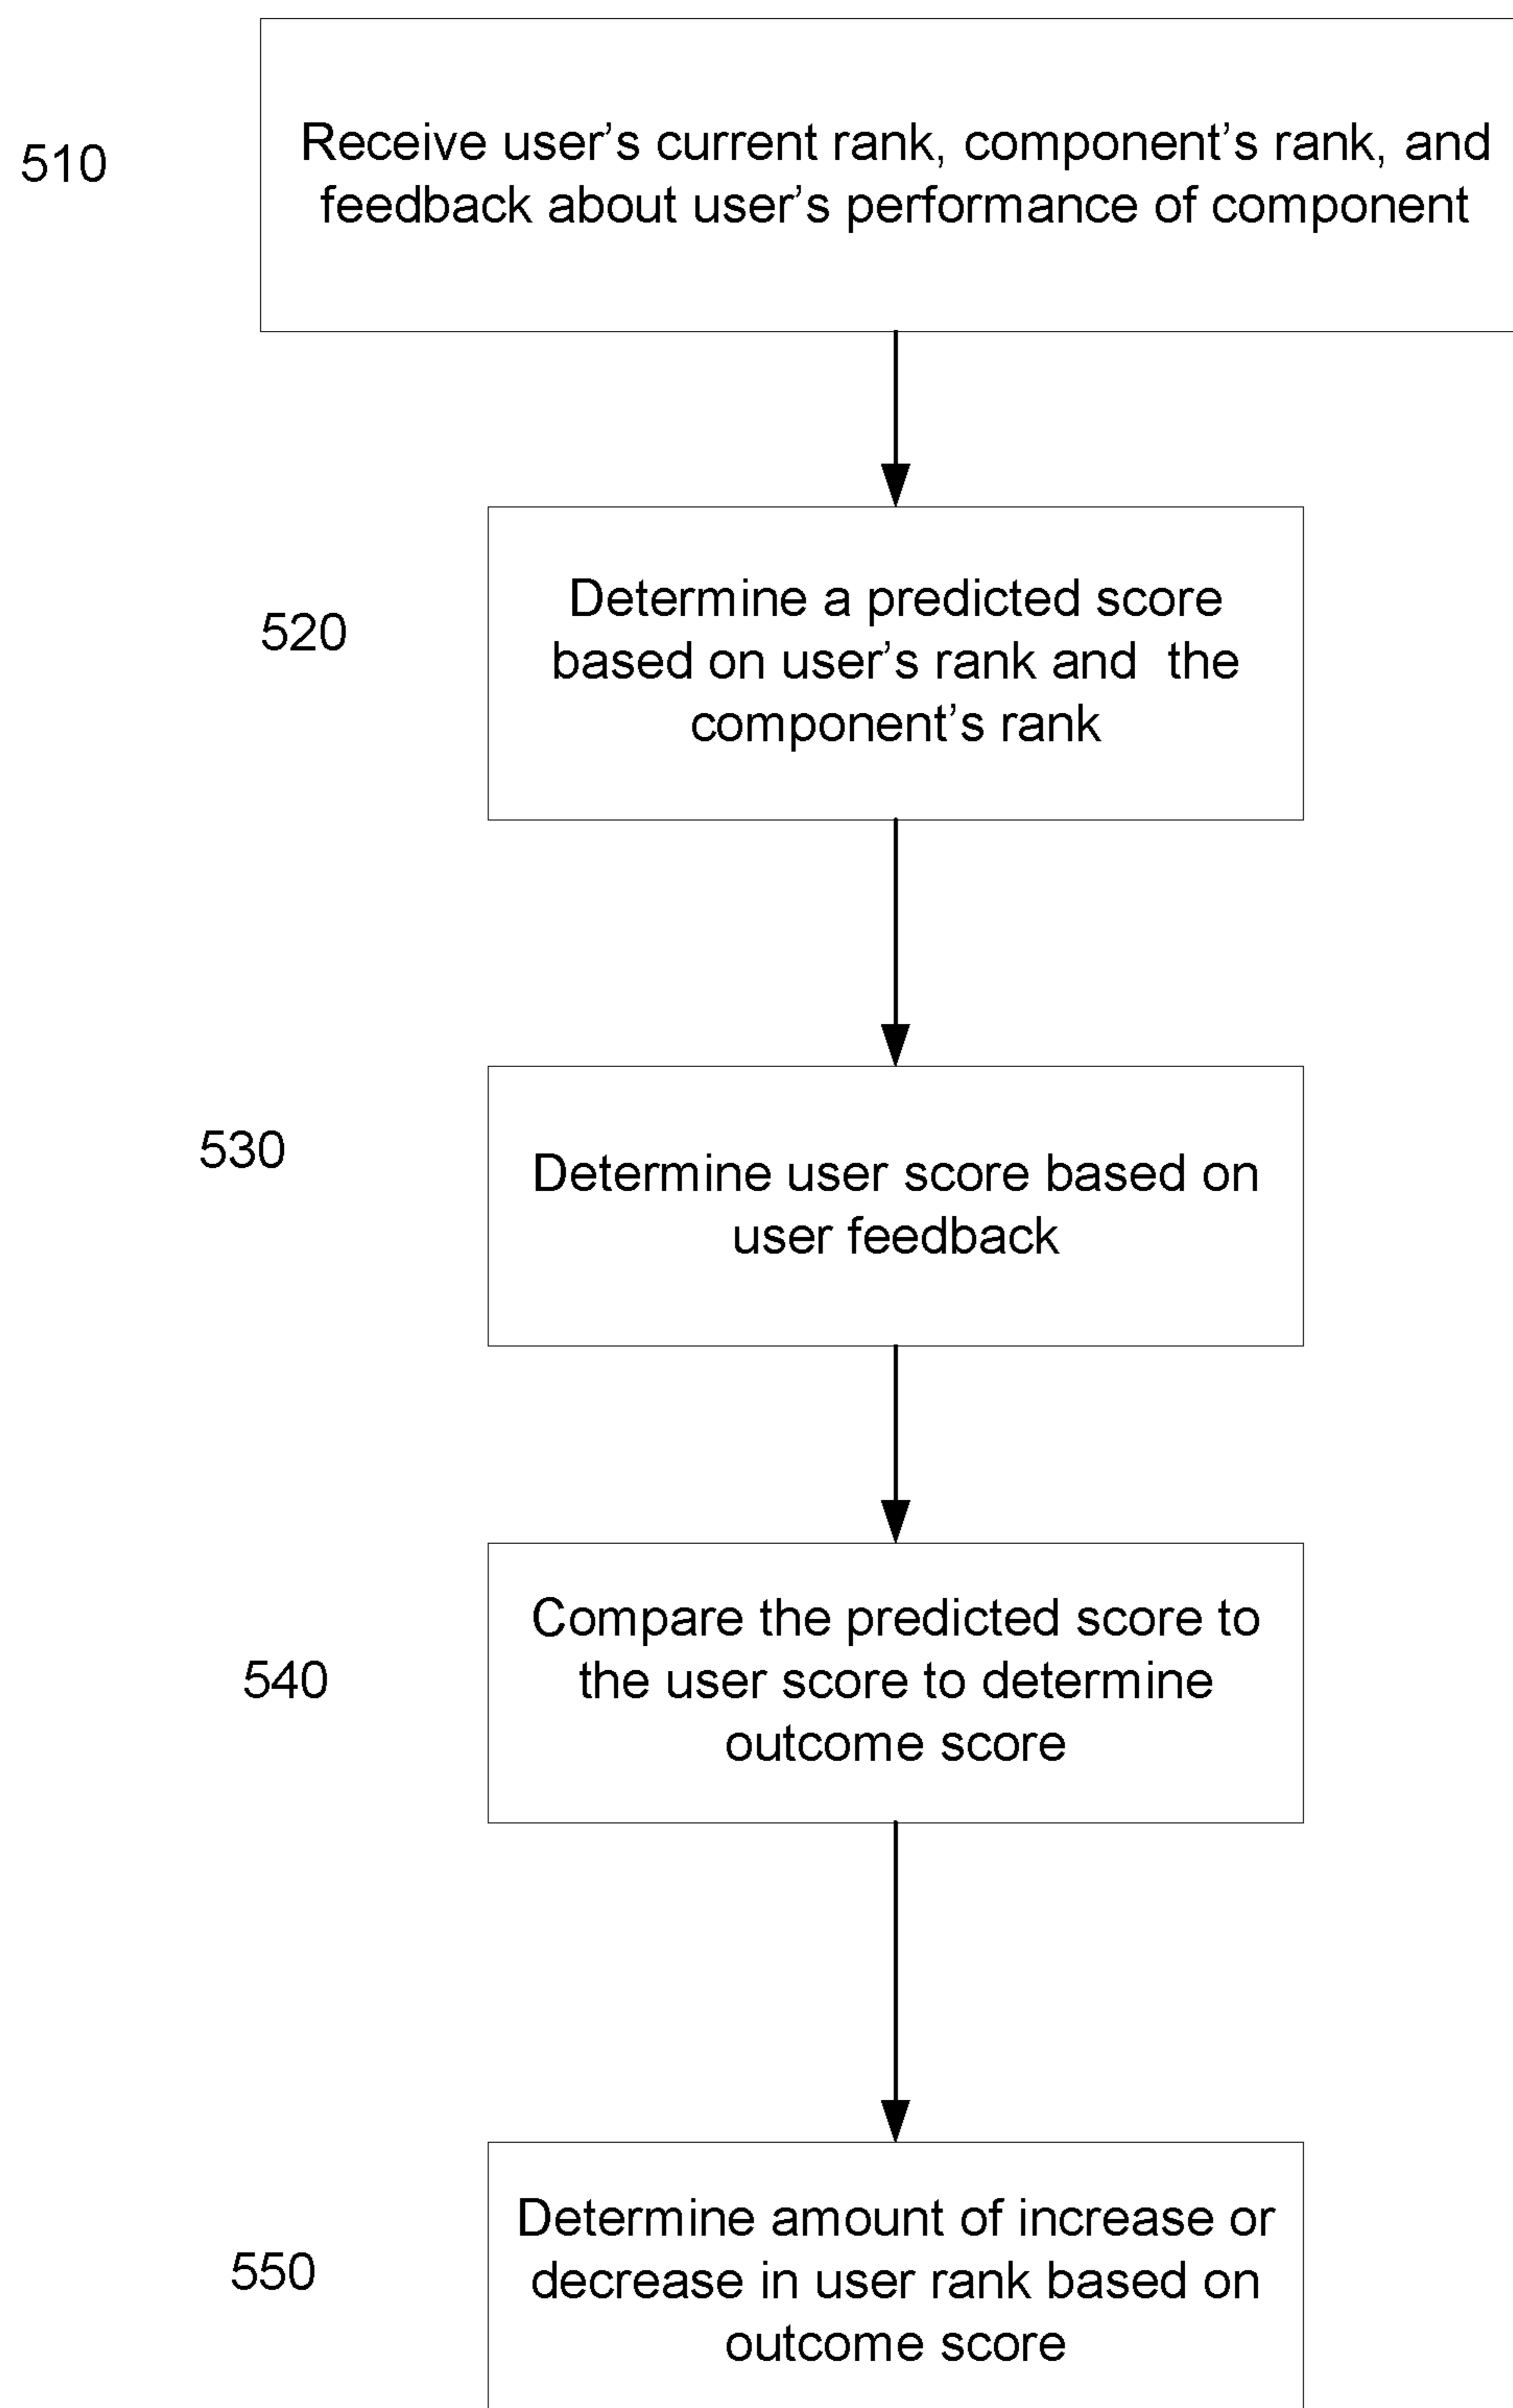 510
Receive user’s current rank, component’s rank, and
feedback about user’s performance of component
520
Determine a predicted score
based on user’s rank and the
component’s rank
530
Determine user score based on
user feedback
540
Compare the predicted score to
the user score to determine
outcome score
550
Determine amount of increase or
decrease in user rank based on
outcome score